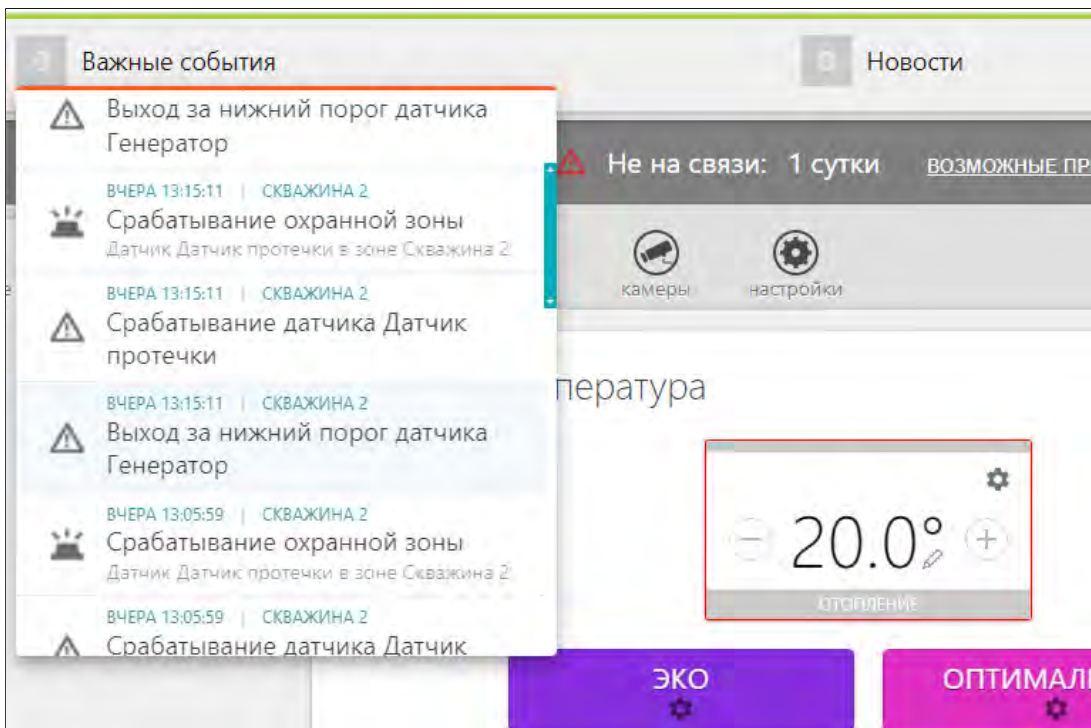 Важные события
0 Новости
Выход за нижний порог датчика
Генератор
Не на связи: 1 сутки ВОЗМОЖНЫЕ ПР
ВЧЕРА 13:15:11 | СКВАЖИНА 2
Срабатывание охранной зоны
Датчик Датчик протечки в зоне Скважина 2
камеры настройки
ВЧЕРА 13:15:11 | СКВАЖИНА 2
Срабатывание датчика Датчик
протечки
пература
ВЧЕРА 13:15:11 | СКВАЖИНА 2
Выход за нижний порог датчика
Генератор
ВЧЕРА 13:05:59 | СКВАЖИНА 2
Срабатывание охранной зоны
Датчик Датчик протечки в зоне Скважина 2
ВЧЕРА 13:05:59 | СКВАЖИНА 2
Срабатывание датчика Датчик
20.0°
ОТОПЛЕНИЕ
ЭКО
ОПТИМАЛ